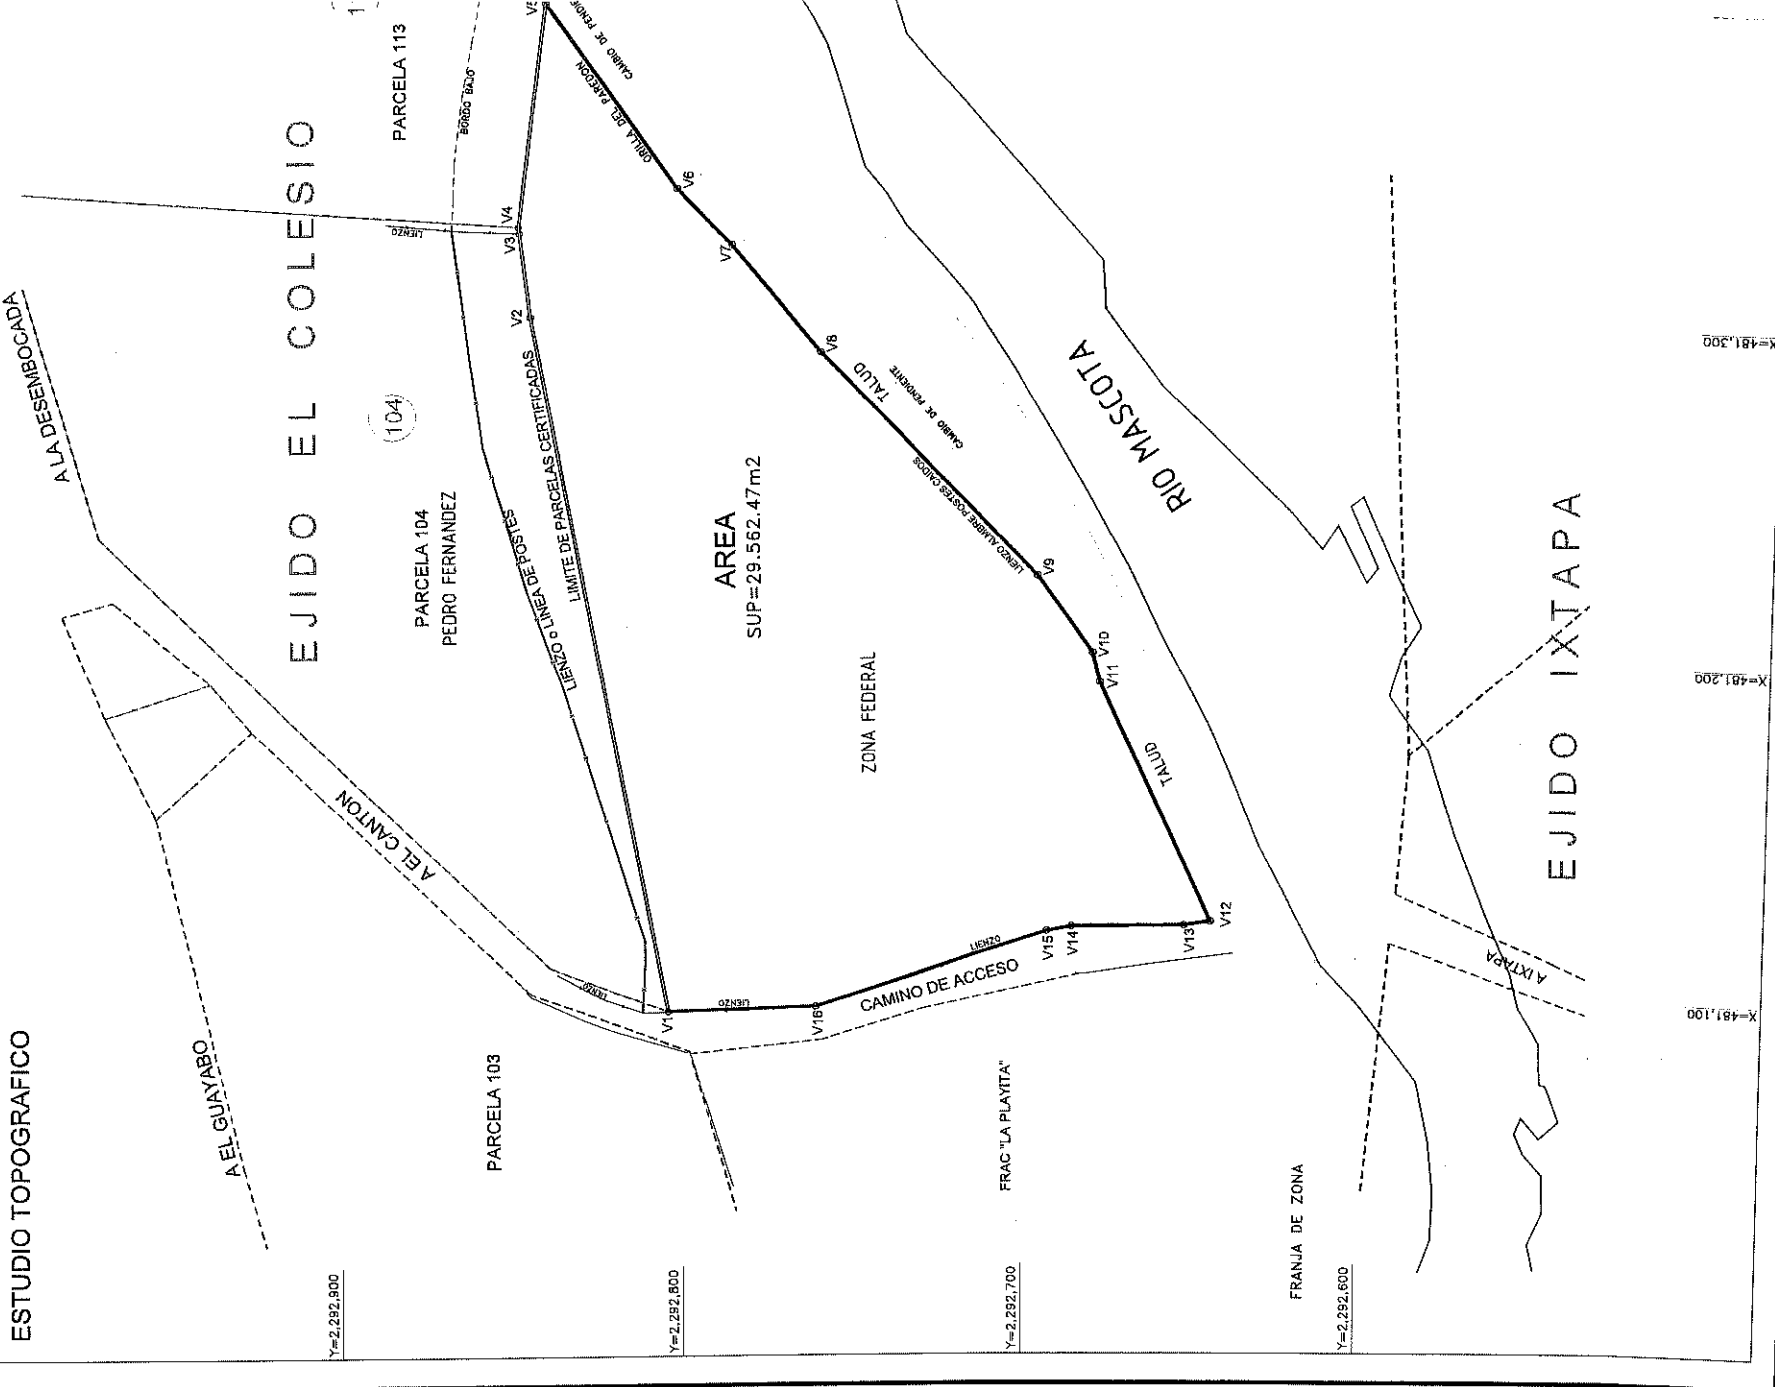 ESTUDIO TOPOGRAFICO
A LA DESEMBOCADA
A EL GUAYABO
A EL CANTON
EJIDO EL COLESIO
PARCELA 113
BORDO BAJO
(104)
PARCELA 104
PEDRO FERNANDEZ
LIENZO o LINEA DE POSTES
LIMITE DE PARCELAS CERTIFICADAS
LIENZO
LIENZO
LIENZO
LIENZO
V1
V2
V3
V4
V5
V6
V7
V8
V9
V10
V11
V12
V13
V14
V15
V16
ORILLA DEL PAREDON
CAMBIO DE PENDIE
TALUD
CAMBIO DE PENDIENTE
LIENZO ALMBRE POSTES CAIDOS
TALUD
AREA
SUP=29.562.47m2
ZONA FEDERAL
CAMINO DE ACCESO
PARCELA 103
FRAC "LA PLAYITA"
FRANJA DE ZONA
RIO MASCOTA
EJIDO IXTAPA
A IXTAPA
Y=2,292,900
Y=2,292,800
Y=2,292,700
Y=2,292,600
X=481,100
X=481,200
X=481,300